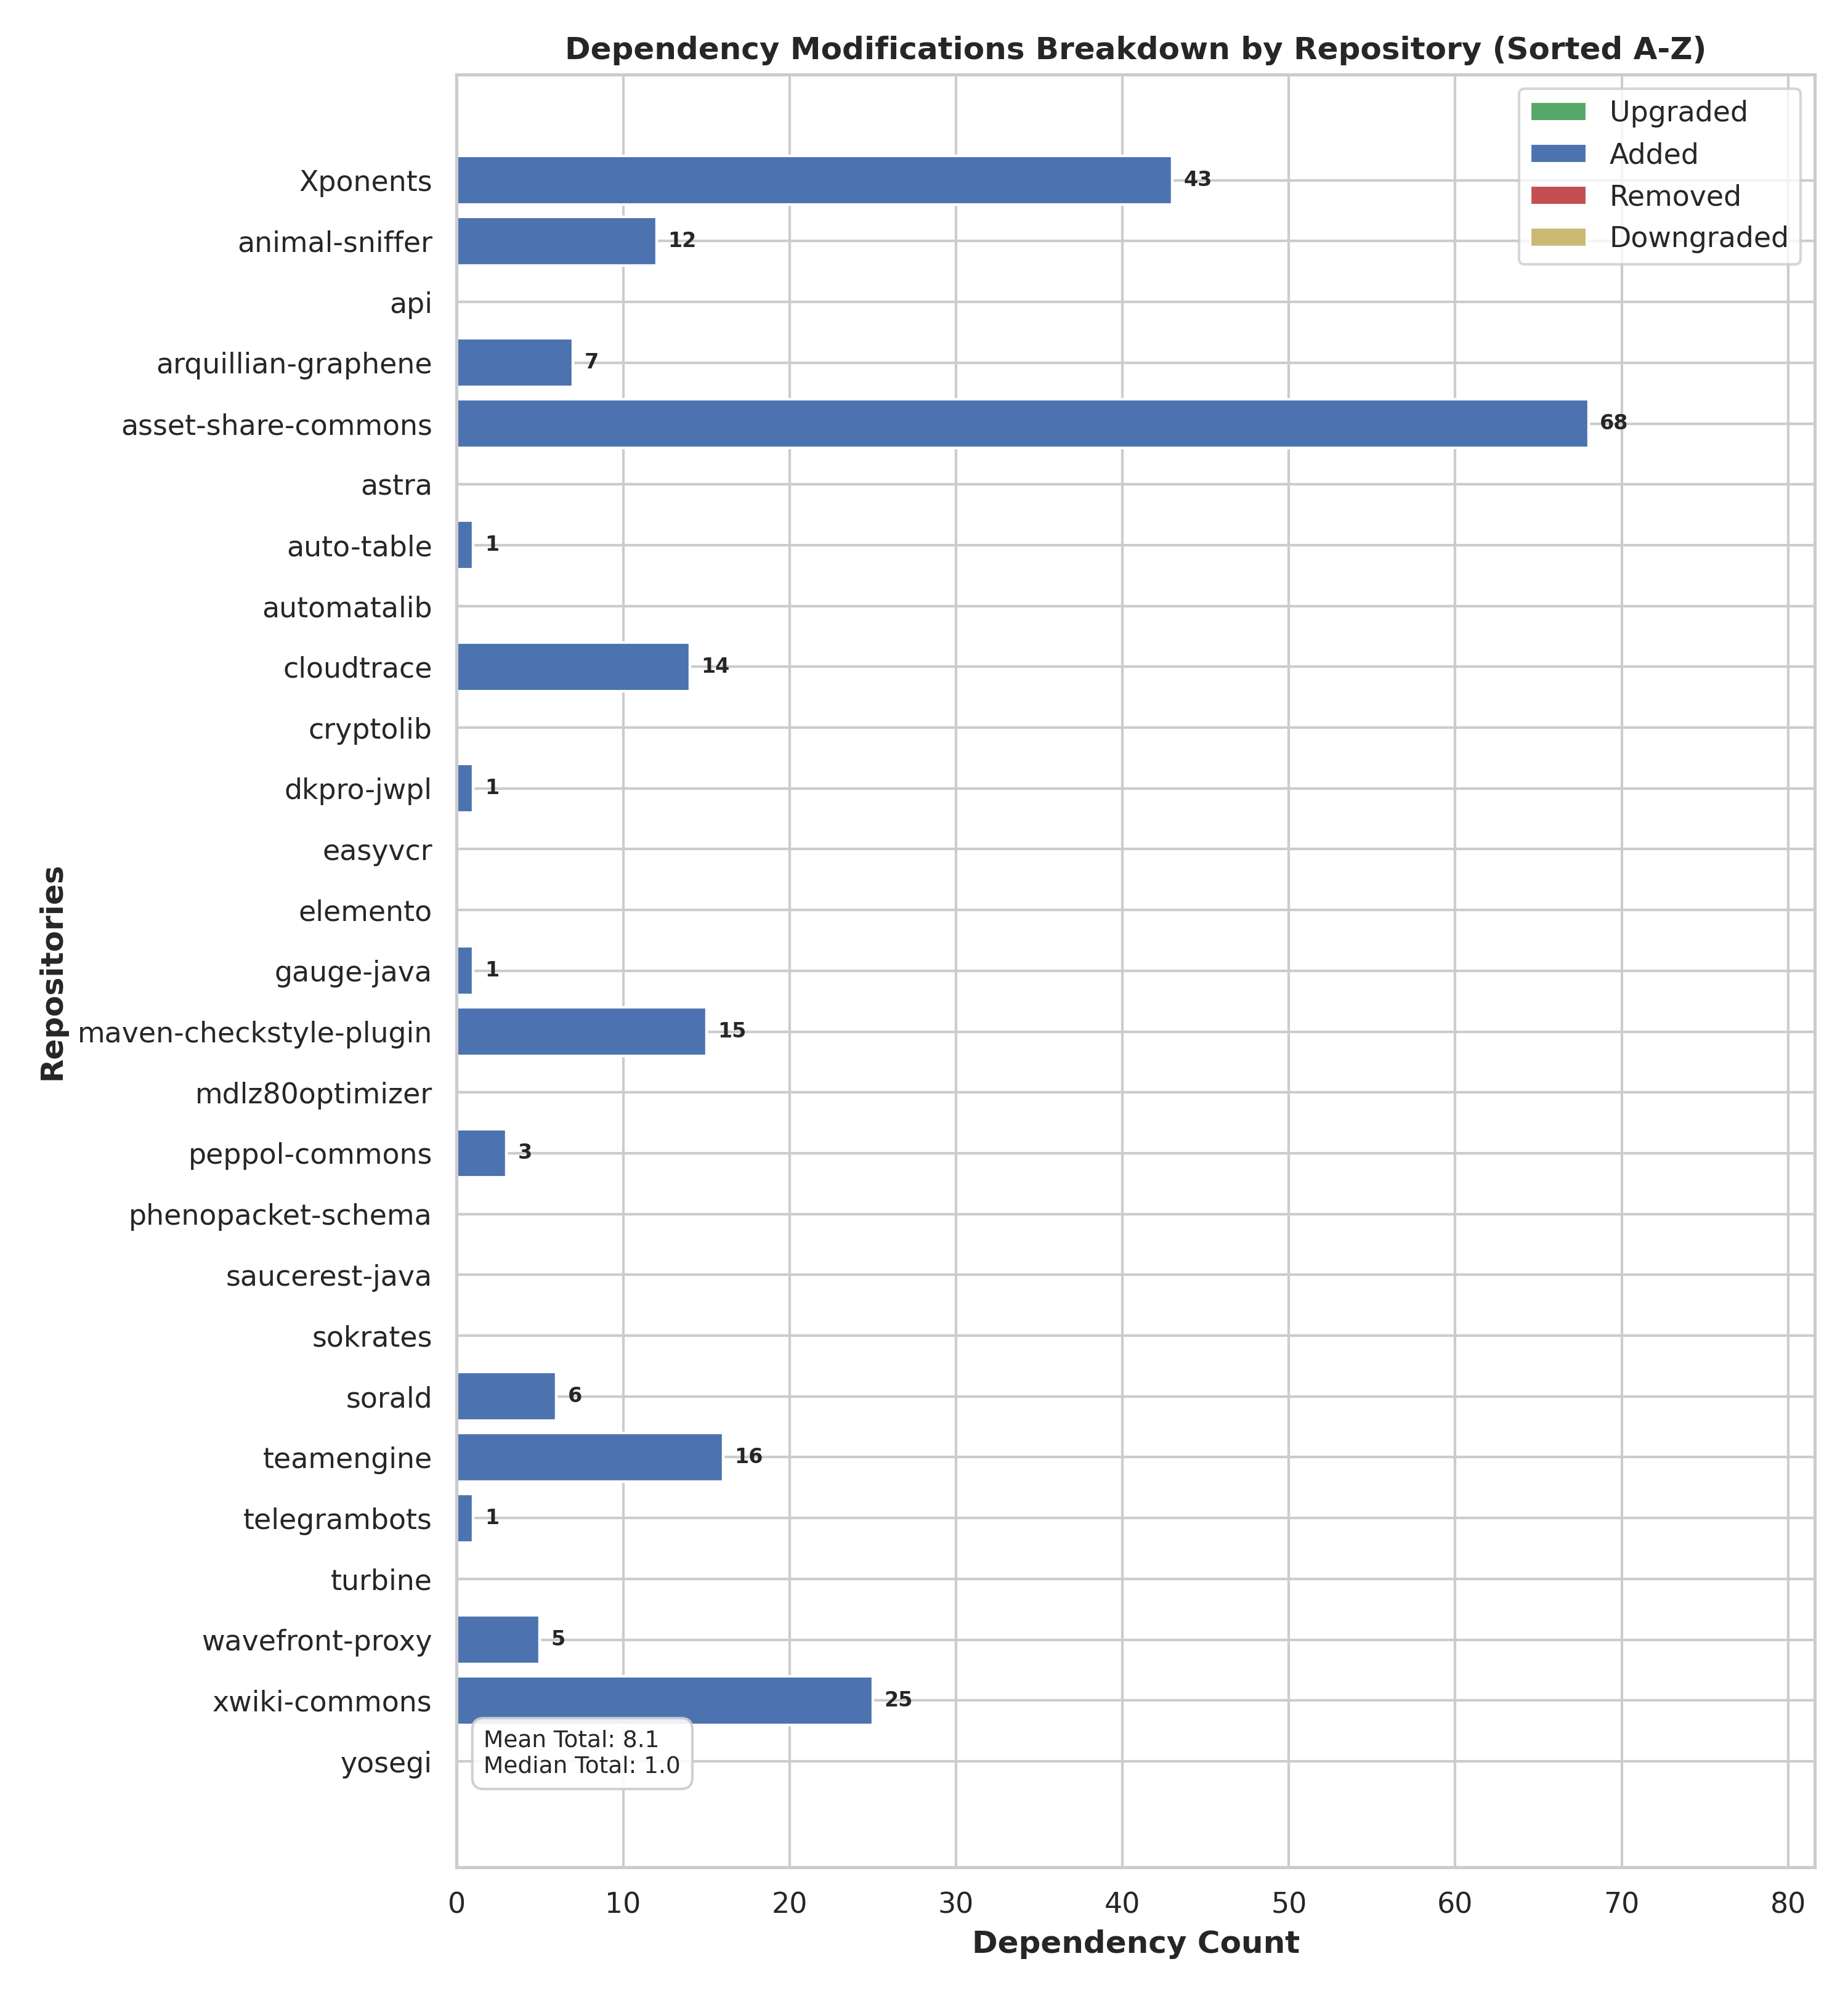 Dependency Modifications Breakdown by Repository (Sorted A-Z)
Upgraded
Added
Removed
Downgraded
Xponents 43
animal-sniffer 12
api
arquillian-graphene 7
asset-share-commons 68
astra
auto-table 1
automatalib
cloudtrace 14
cryptolib
dkpro-jwpl 1
easyvcr
elemento
gauge-java 1
maven-checkstyle-plugin 15
mdlz80optimizer
peppol-commons 3
phenopacket-schema
saucerest-java
sokrates
sorald 6
teamengine 16
telegrambots 1
turbine
wavefront-proxy 5
xwiki-commons 25
yosegi
Mean Total: 8.1
Median Total: 1.0
Repositories
0 10 20 30 40 50 60 70 80
Dependency Count